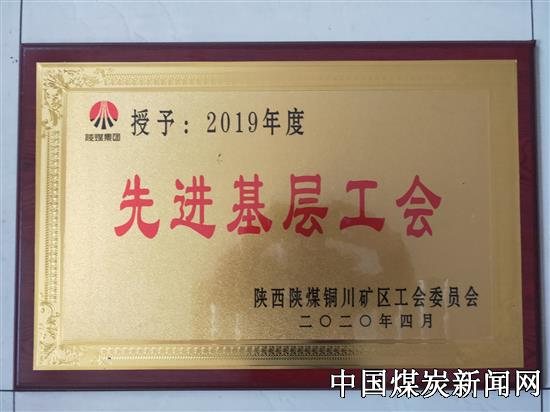 陕煤集团
授予：2019年度
先进基层工会
陕西陕煤铜川矿区工会委员会
二〇二〇年四月
中国煤炭新闻网